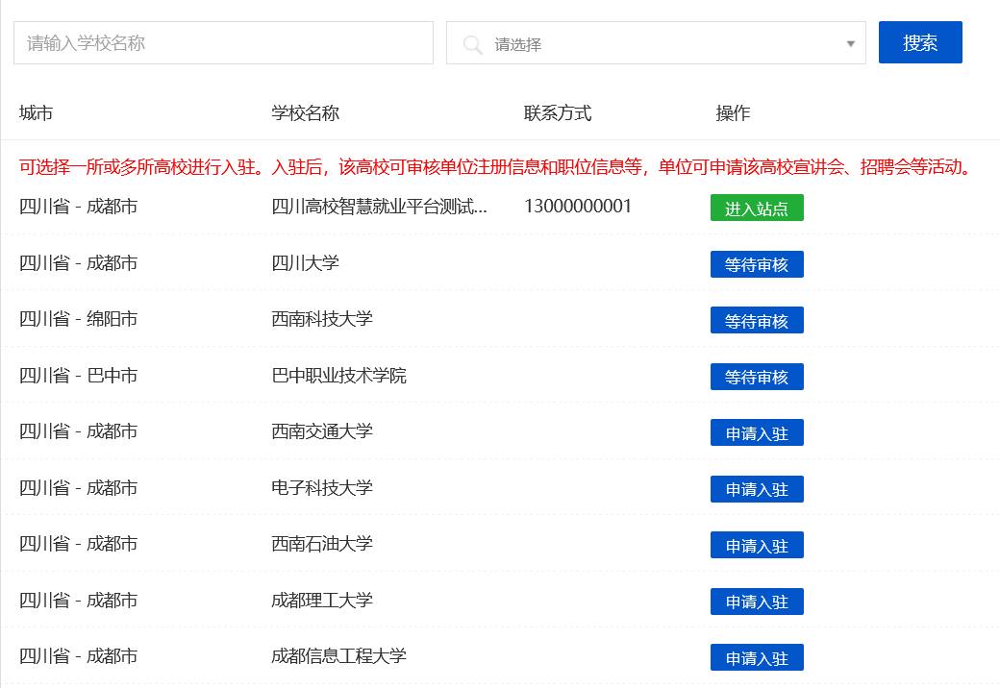 请输入学校名称 请选择 搜索
城市 学校名称 联系方式 操作
可选择一所或多所高校进行入驻。入驻后，该高校可审核单位注册信息和职位信息等，单位可申请该高校宣讲会、招聘会等活动。
四川省 - 成都市 四川高校智慧就业平台测试... 13000000001 进入站点
四川省 - 成都市 四川大学 等待审核
四川省 - 绵阳市 西南科技大学 等待审核
四川省 - 巴中市 巴中职业技术学院 等待审核
四川省 - 成都市 西南交通大学 申请入驻
四川省 - 成都市 电子科技大学 申请入驻
四川省 - 成都市 西南石油大学 申请入驻
四川省 - 成都市 成都理工大学 申请入驻
四川省 - 成都市 成都信息工程大学 申请入驻